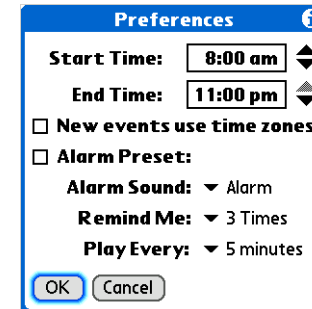 Preferences
Start Time: 8:00 am
End Time: 11:00 pm
New events use time zones
Alarm Preset:
Alarm Sound: Alarm
Remind Me: 3 Times
Play Every: 5 minutes
OK Cancel